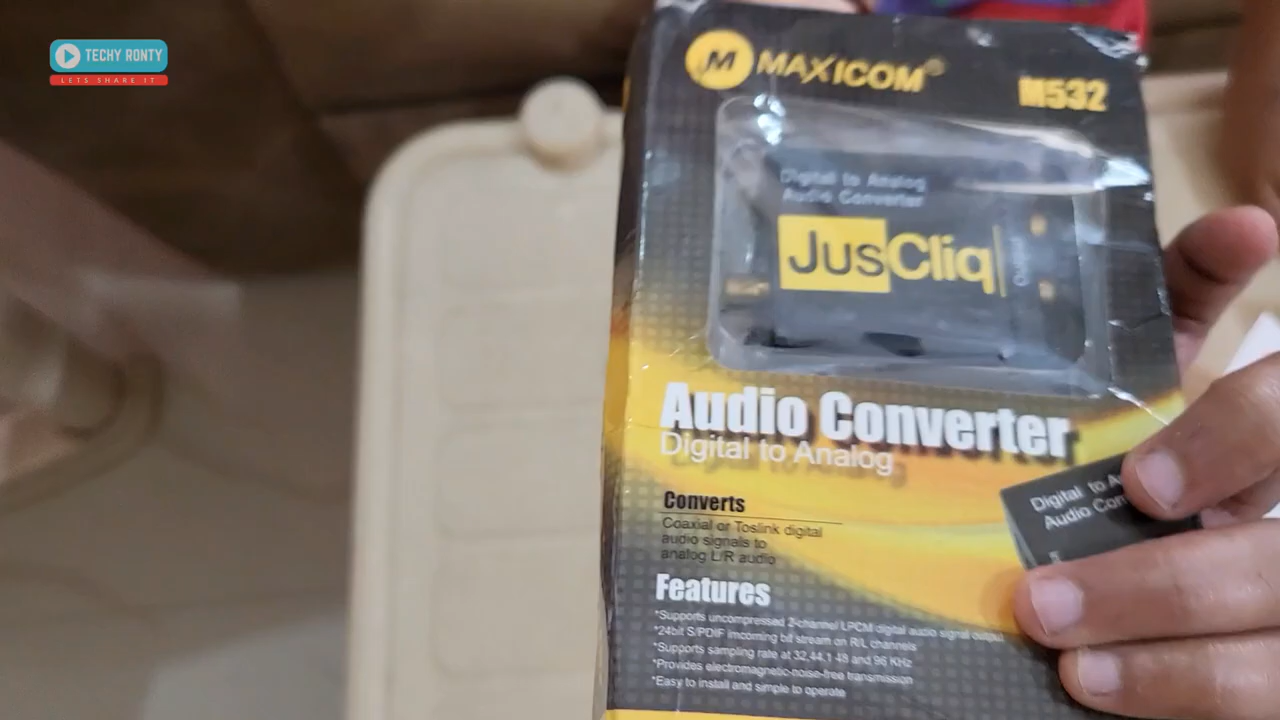 TECHY RONTY
LETS SHARE IT
M MAXICOM®
M532
Digital to Analog
Audio Converter
JusCliq
Audio Converter
Digital to Analog
Converts
Coaxial or Toslink digital
audio signals to
analog L/R audio
Features
*Supports uncompressed 2-channel LPCM digital audio signal output
*24bit S/PDIF imcoming bit stream on R/L channels
*Supports sampling rate at 32,44,1 48 and 96 KHz
*Provides electromagnetic-noise-free transmission
*Easy to install and simple to operate
Digital to
Audio